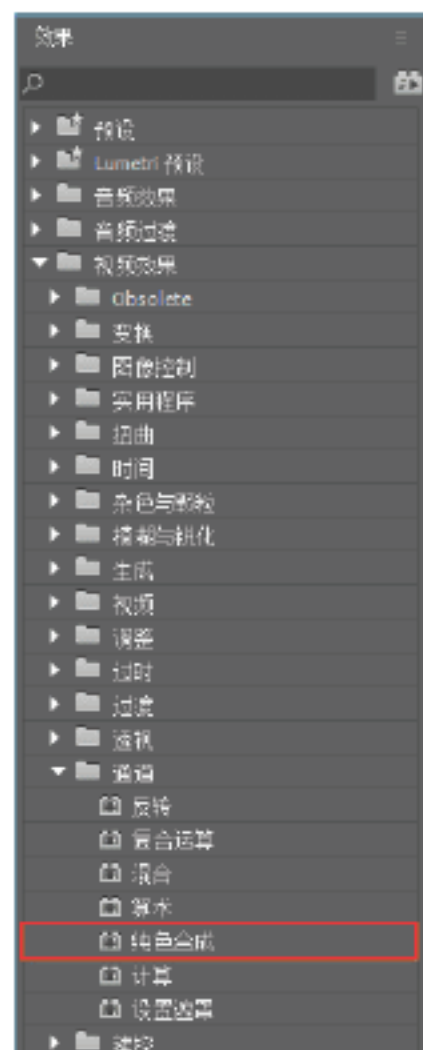 效果
预设
Lumetri 预设
音频效果
音频过渡
视频效果
Obsolete
变换
图像控制
实用程序
扭曲
时间
杂色与颗粒
模糊与锐化
生成
视频
调整
过时
过渡
透视
通道
反转
复合运算
混合
算术
纯色合成
计算
设置遮罩